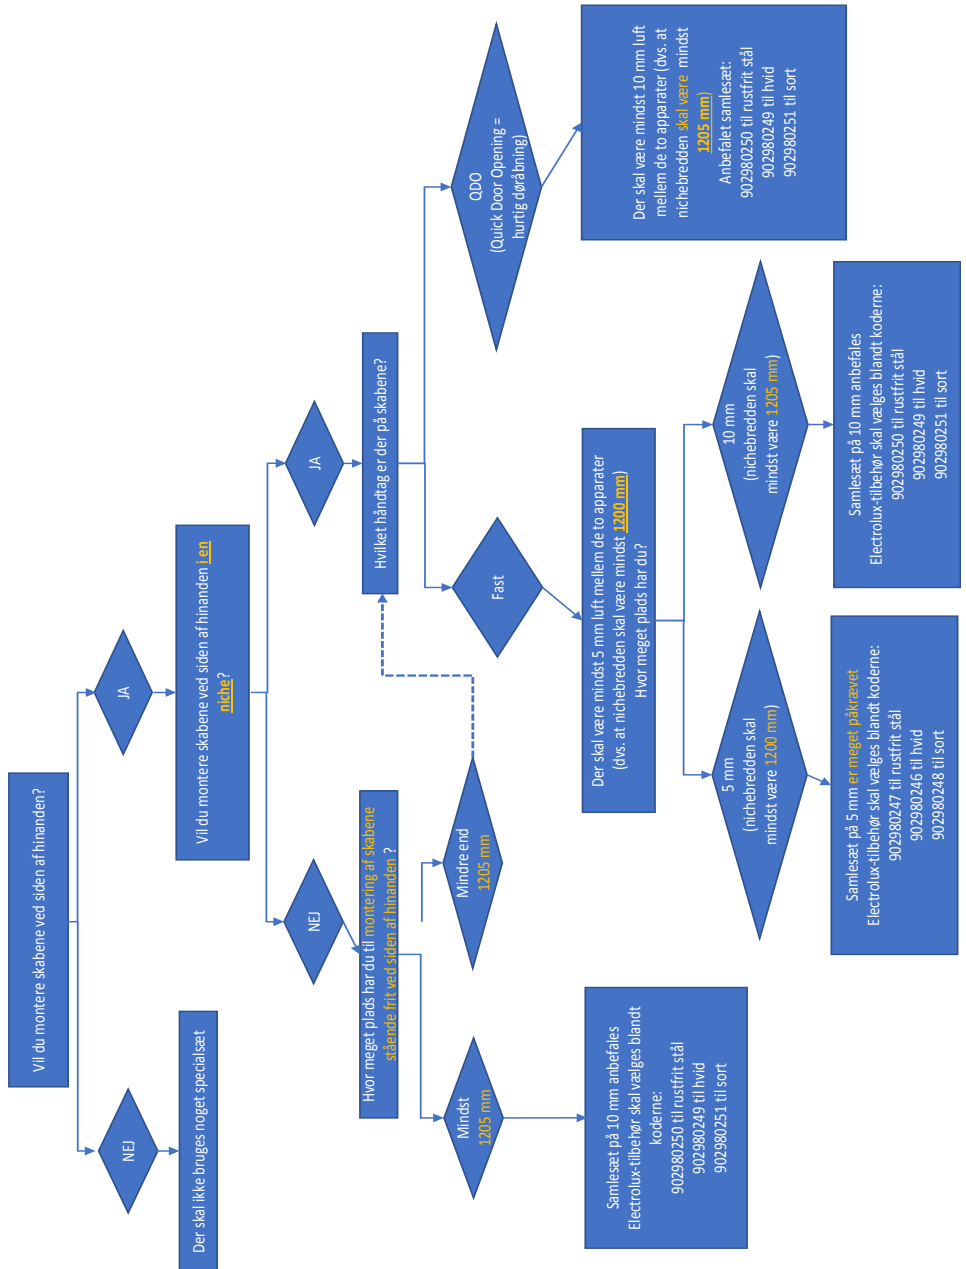 Vil du montere skabene ved siden af hinanden?
NEJ
JA
Der skal ikke bruges noget specialsæt
Vil du montere skabene ved siden af hinanden i en
niche?
NEJ
JA
Hvor meget plads har du til montering af skabene
stående frit ved siden af hinanden ?
Hvilket håndtag er der på skabene?
Mindst
1205 mm
Mindre end
1205 mm
Fast
QDO
(Quick Door Opening =
hurtig døråbning)
Samlesæt på 10 mm anbefales
Electrolux-tilbehør skal vælges blandt
koderne:
902980250 til rustfrit stål
902980249 til hvid
902980251 til sort
Der skal være mindst 5 mm luft mellem de to apparater
(dvs. at nichebredden skal være mindst 1200 mm)
Hvor meget plads har du?
Der skal være mindst 10 mm luft
mellem de to apparater (dvs. at
nichebredden skal være mindst
1205 mm)
Anbefalet samlesæt:
902980250 til rustfrit stål
902980249 til hvid
902980251 til sort
5 mm
(nichebredden skal
mindst være 1200 mm)
10 mm
(nichebredden skal
mindst være 1205 mm)
Samlesæt på 5 mm er meget påkrævet
Electrolux-tilbehør skal vælges blandt koderne:
902980247 til rustfrit stål
902980246 til hvid
902980248 til sort
Samlesæt på 10 mm anbefales
Electrolux-tilbehør skal vælges blandt koderne:
902980250 til rustfrit stål
902980249 til hvid
902980251 til sort